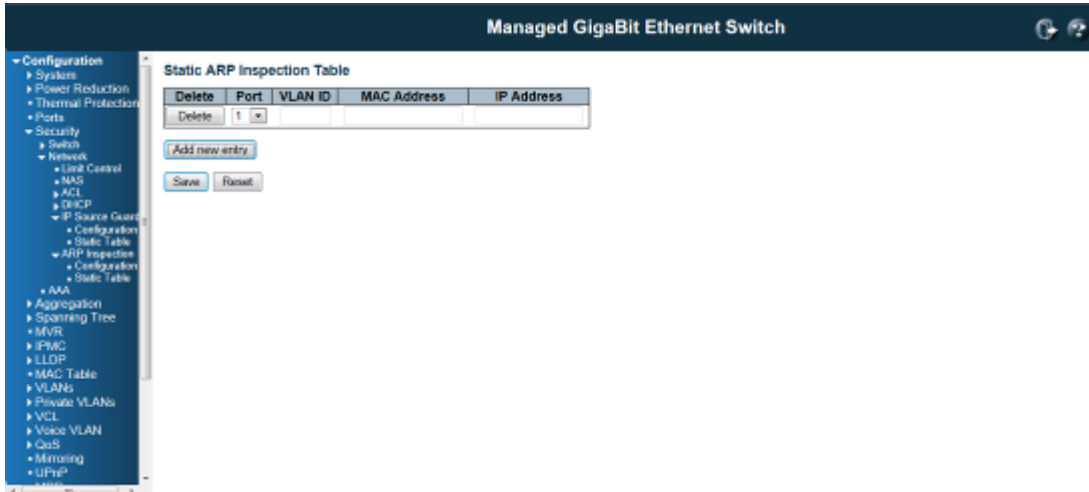 Managed GigaBit Ethernet Switch
Configuration
System
Power Reduction
Thermal Protection
Ports
Security
Switch
Network
Limit Control
NAS
ACL
DHCP
IP Source Guard
Configuration
Static Table
ARP Inspection
Configuration
Static Table
AAA
Aggregation
Spanning Tree
MVR
IPMC
LLDP
MAC Table
VLANs
Private VLANs
VCL
Voice VLAN
QoS
Mirroring
UPnP
Static ARP Inspection Table
Delete Port VLAN ID MAC Address IP Address
Delete 1
Add new entry
Save Reset